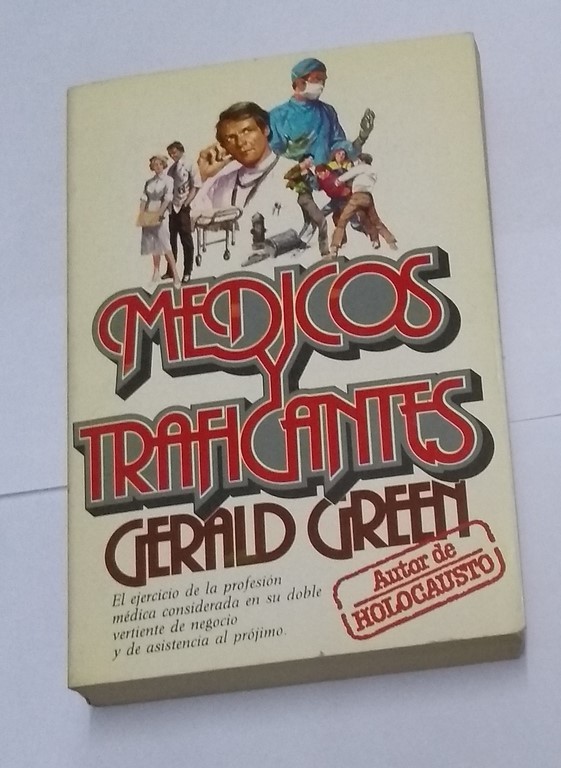 MEDICOS
Y
TRAFICANTES
GERALD GREEN
Autor de
HOLOCAUSTO
El ejercicio de la profesión
médica considerada en su doble
vertiente de negocio
y de asistencia al prójimo.